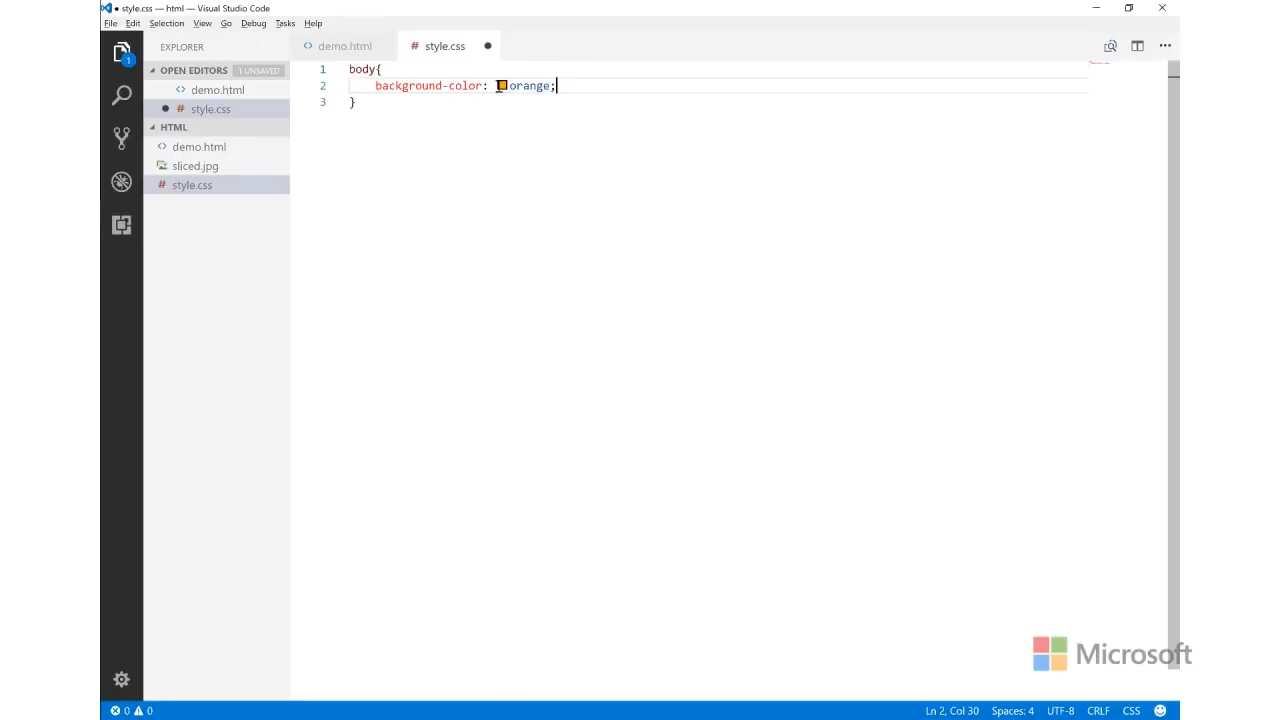 ● style.css — html — Visual Studio Code
File Edit Selection View Go Debug Tasks Help
1
EXPLORER
OPEN EDITORS 1 UNSAVED
<> demo.html
● # style.css
HTML
<> demo.html
sliced.jpg
# style.css
<> demo.html # style.css ●
1 body{
2 background-color: orange;
3 }
Microsoft
0 0 Ln 2, Col 30 Spaces: 4 UTF-8 CRLF CSS